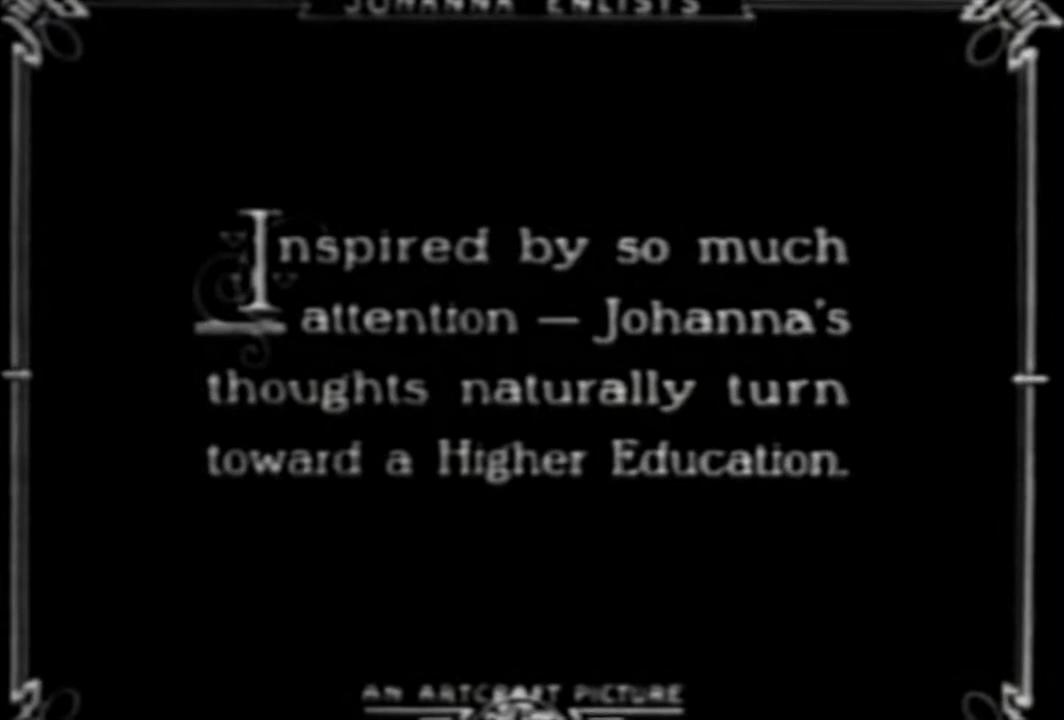 JOHANNA ENLISTS
Inspired by so much
attention — Johanna's
thoughts naturally turn
toward a Higher Education.
AN ARTCRAFT PICTURE